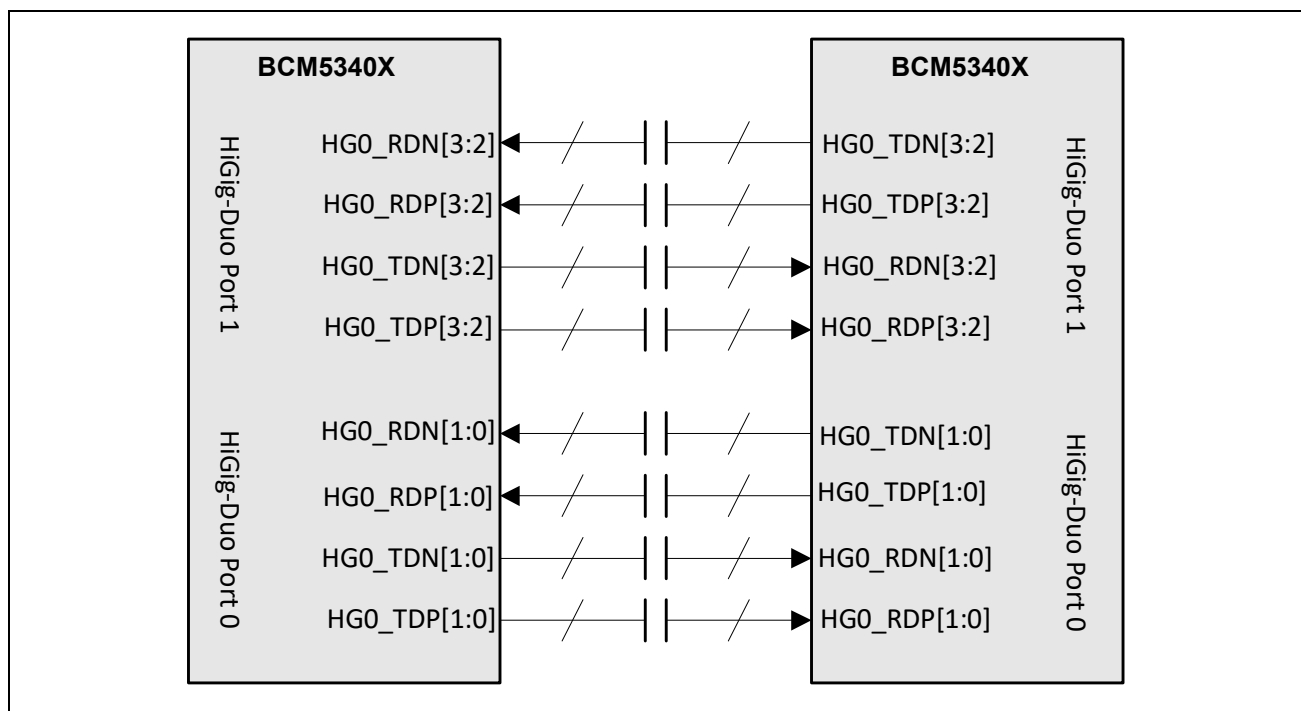 BCM5340X
HiGig-Duo Port 1
HG0_RDN[3:2]
HG0_RDP[3:2]
HG0_TDN[3:2]
HG0_TDP[3:2]
HiGig-Duo Port 0
HG0_RDN[1:0]
HG0_RDP[1:0]
HG0_TDN[1:0]
HG0_TDP[1:0]
BCM5340X
HG0_TDN[3:2]
HG0_TDP[3:2]
HG0_RDN[3:2]
HG0_RDP[3:2]
HiGig-Duo Port 1
HG0_TDN[1:0]
HG0_TDP[1:0]
HG0_RDN[1:0]
HG0_RDP[1:0]
HiGig-Duo Port 0